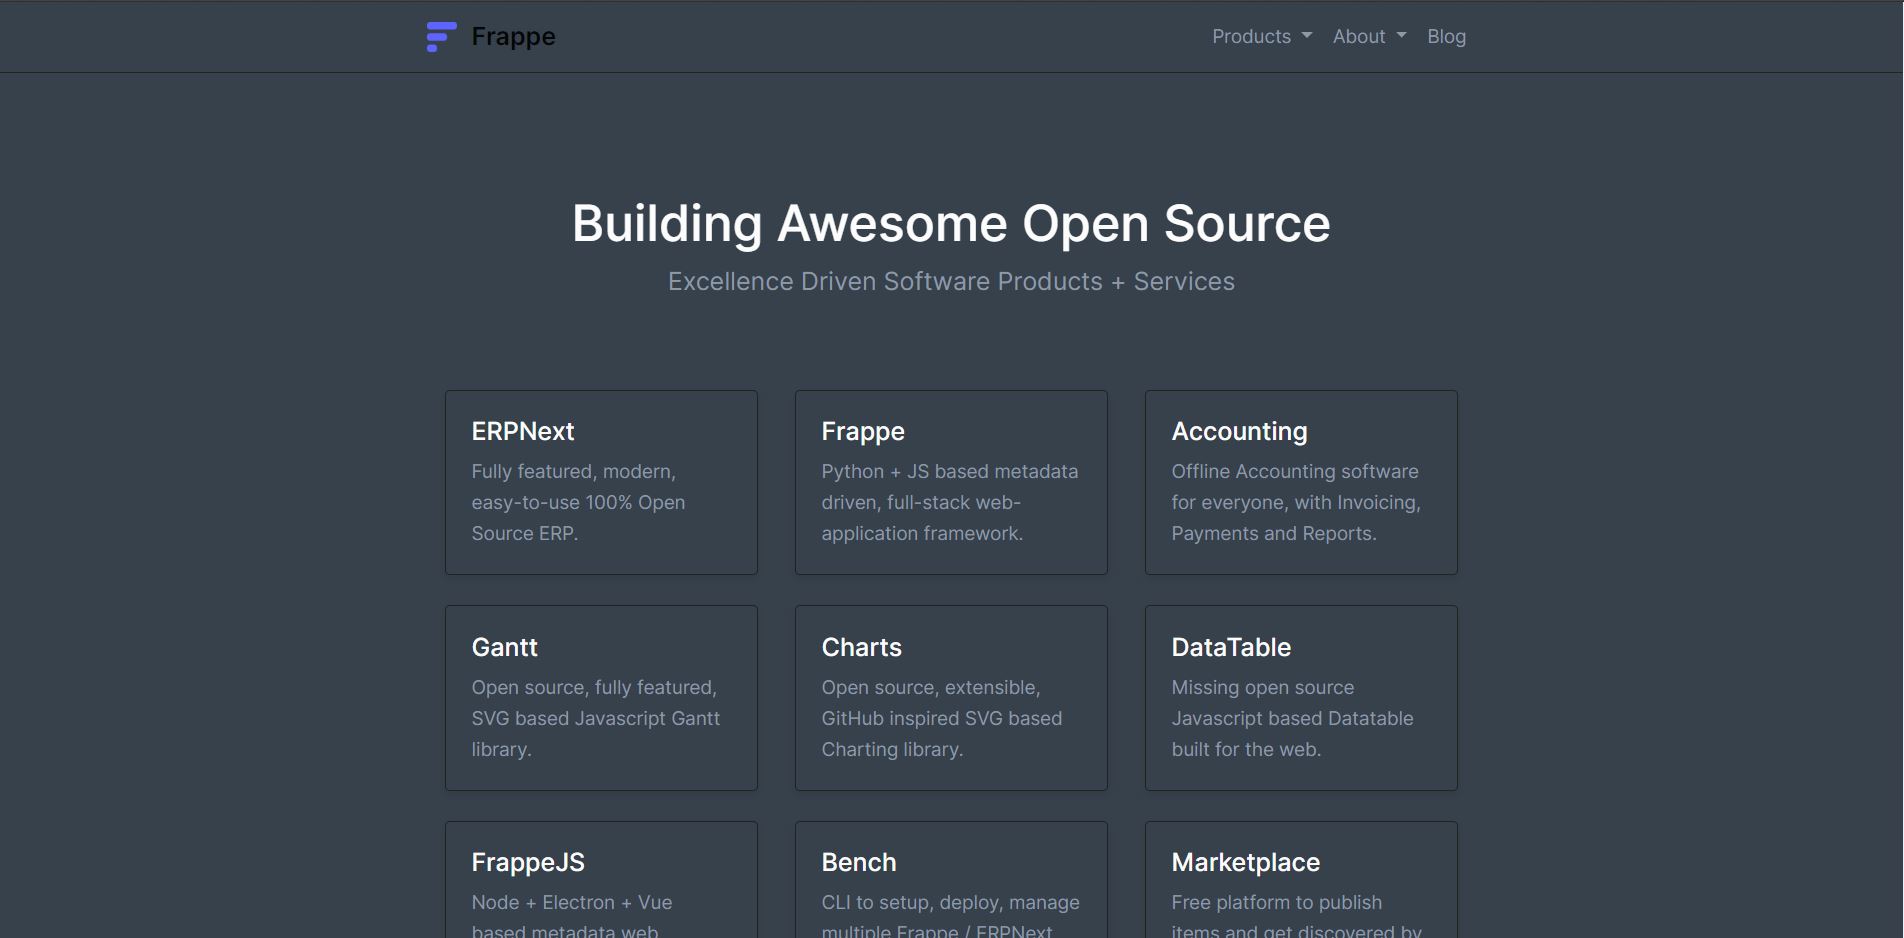 Frappe
Products
About
Blog
Building Awesome Open Source
Excellence Driven Software Products + Services
ERPNext
Fully featured, modern,
easy-to-use 100% Open
Source ERP.
Frappe
Python + JS based metadata
driven, full-stack web-
application framework.
Accounting
Offline Accounting software
for everyone, with Invoicing,
Payments and Reports.
Gantt
Open source, fully featured,
SVG based Javascript Gantt
library.
Charts
Open source, extensible,
GitHub inspired SVG based
Charting library.
DataTable
Missing open source
Javascript based Datatable
built for the web.
FrappeJS
Node + Electron + Vue
based metadata web
Bench
CLI to setup, deploy, manage
multiple Frappe / ERPNext
Marketplace
Free platform to publish
items and get discovered by